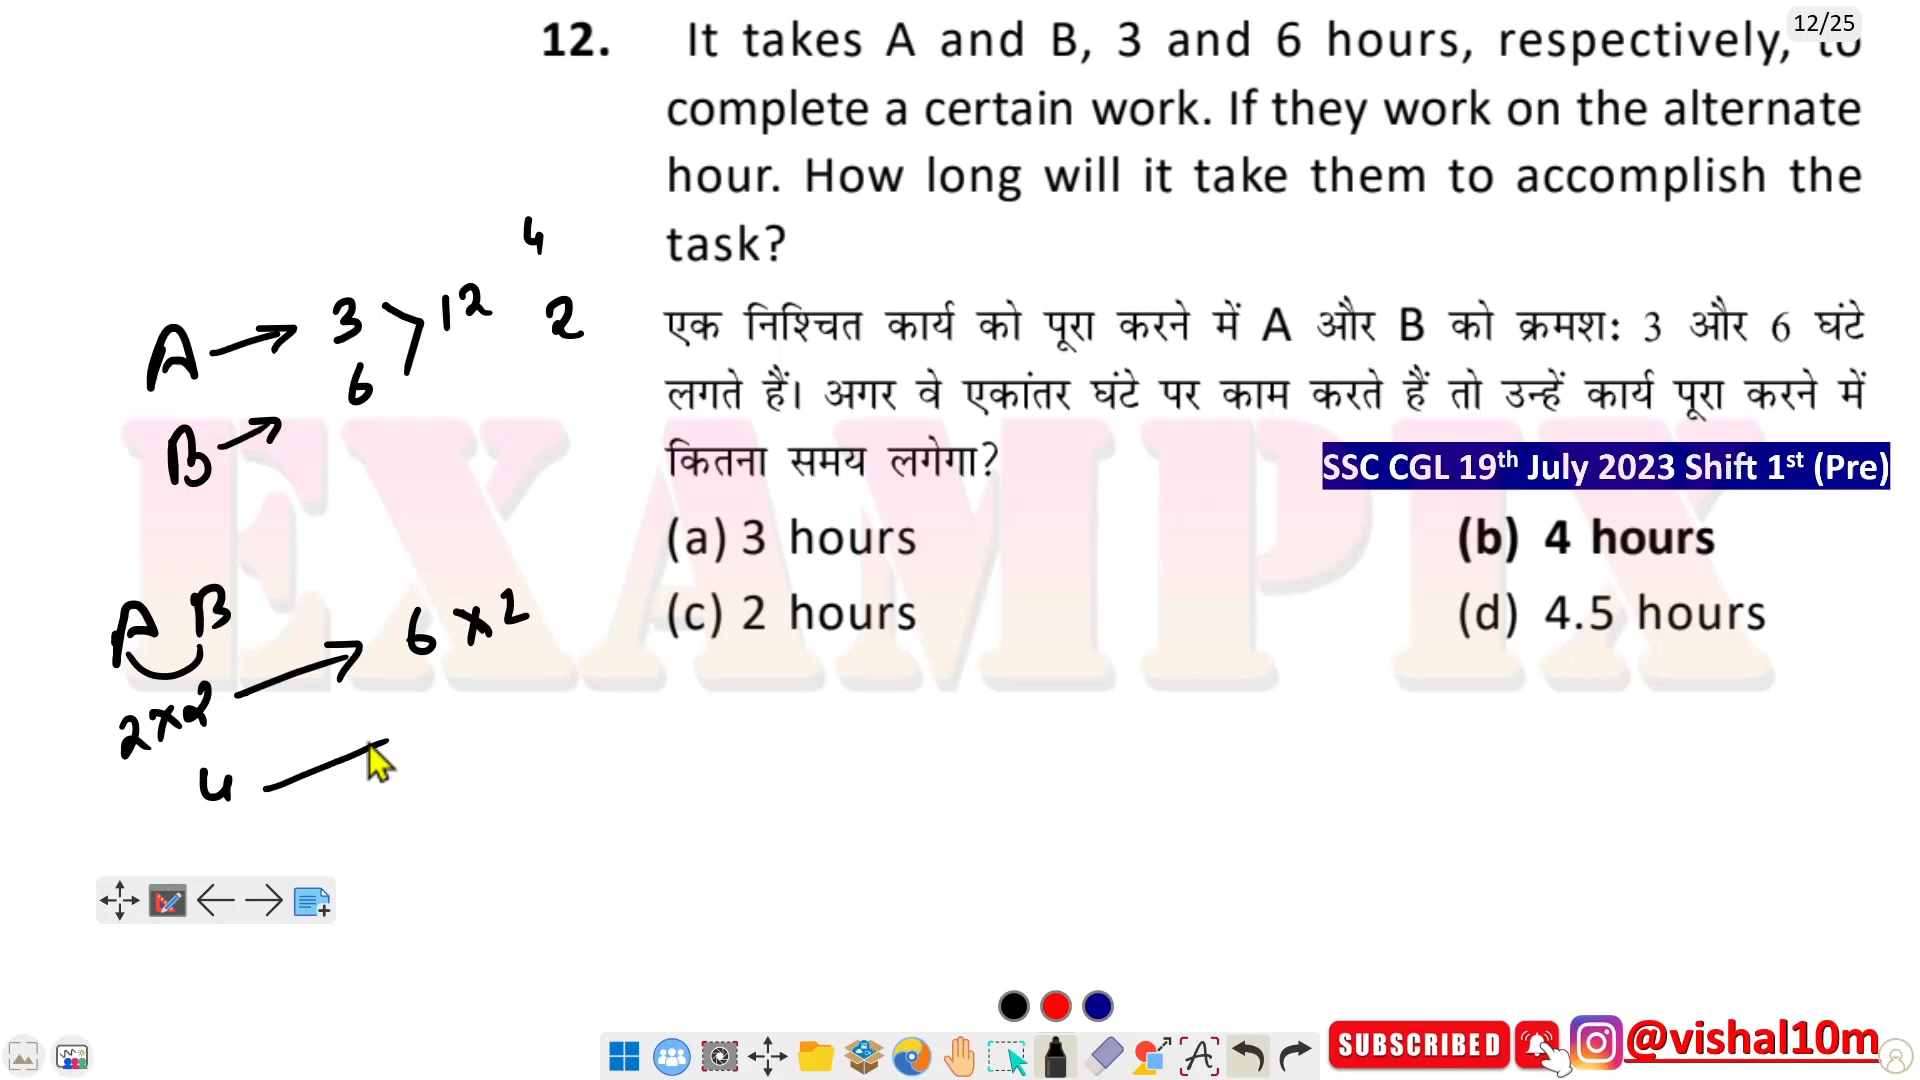 12/25
12. It takes A and B, 3 and 6 hours, respectively, to
complete a certain work. If they work on the alternate
hour. How long will it take them to accomplish the
task?
एक निश्चित कार्य को पूरा करने में A और B को क्रमशः 3 और 6 घंटे
लगते हैं। अगर वे एकांतर घंटे पर काम करते हैं तो उन्हें कार्य पूरा करने में
कितना समय लगेगा?
SSC CGL 19th July 2023 Shift 1st (Pre)
(a) 3 hours (b) 4 hours
(c) 2 hours (d) 4.5 hours
4
A → 3 12 2
B → 6
A B
2×2 → 6×2
4
EXAMPIX
SUBSCRIBED @vishal10m